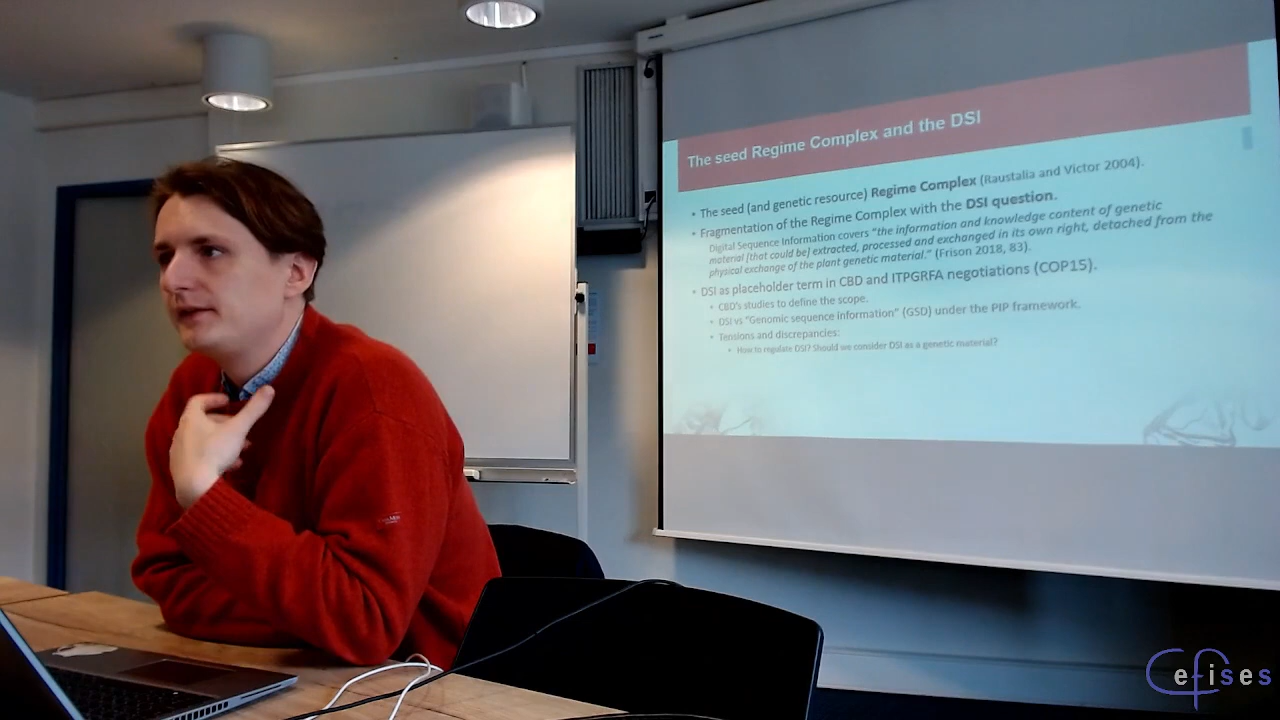 The seed Regime Complex and the DSI
• The seed (and genetic resource) Regime Complex (Raustalia and Victor 2004).
• Fragmentation of the Regime Complex with the DSI question.
Digital Sequence Information covers "the information and knowledge content of genetic
material [that could be] extracted, processed and exchanged in its own right, detached from the
physical exchange of the plant genetic material." (Frison 2018, 83).
• DSI as placeholder term in CBD and ITPGRFA negotiations (COP15).
• CBD's studies to define the scope.
• DSI vs "Genomic sequence information" (GSD) under the PIP framework.
• Tensions and discrepancies:
• How to regulate DSI? Should we consider DSI as a genetic material?
Cefises